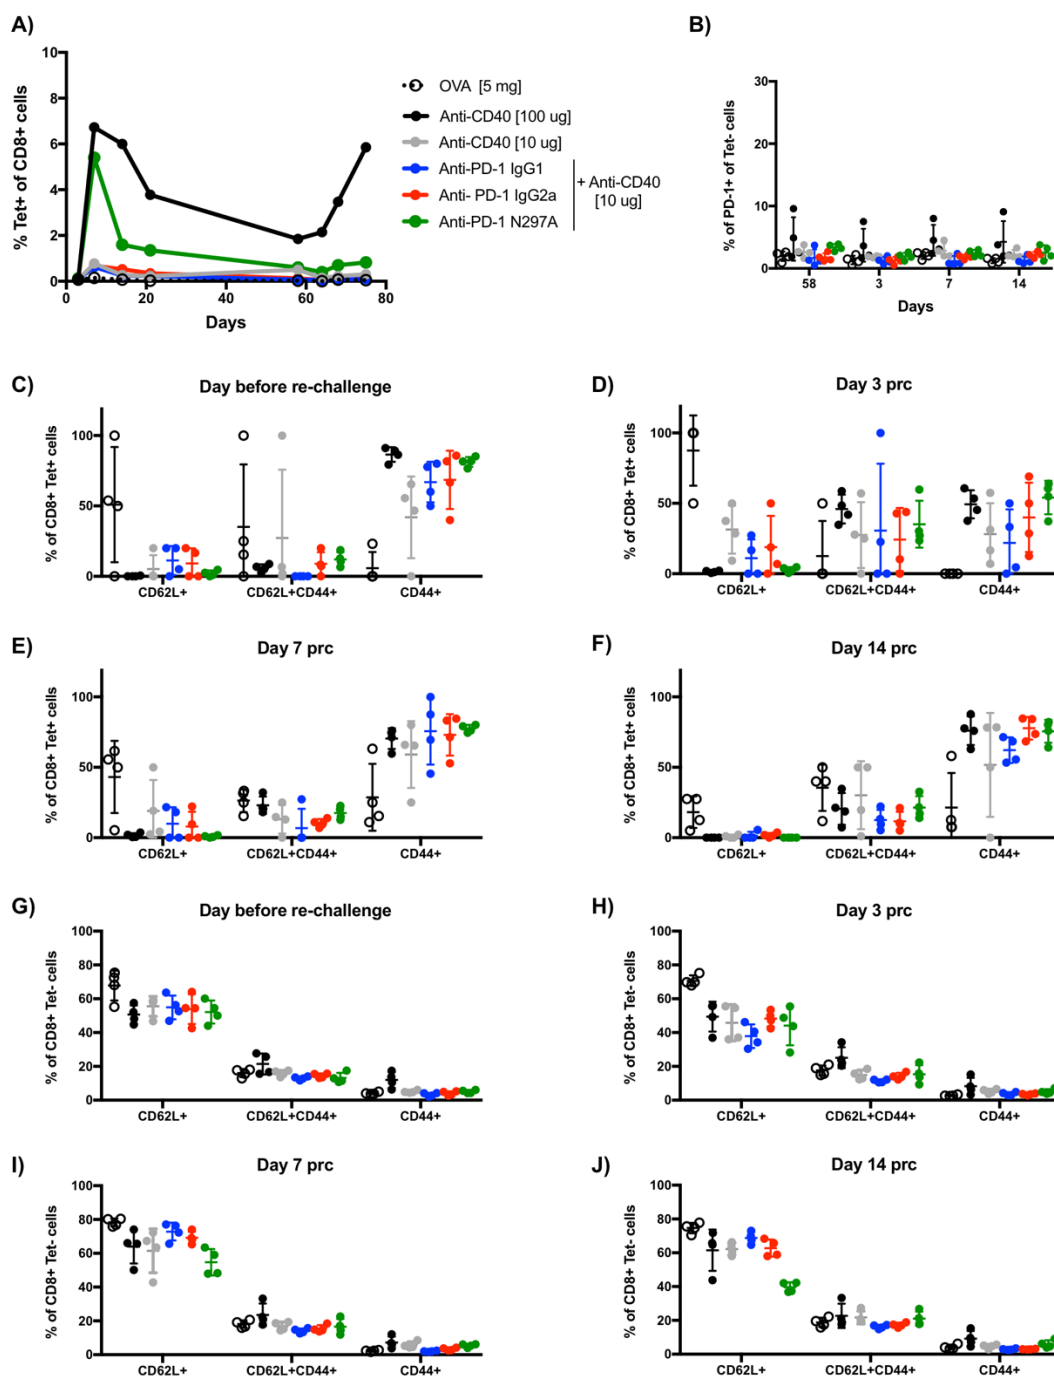 A)
% Tet+ of CD8+ cells
10
8
6
4
2
0
0 20 40 60 80
Days
OVA [5 mg]
Anti-CD40 [100 ug]
Anti-CD40 [10 ug]
Anti-PD-1 IgG1
Anti- PD-1 IgG2a
Anti-PD-1 N297A
+ Anti-CD40
[10 ug]
B)
% of PD-1+ of Tet- cells
30
20
10
0
58 3 7 14
Days
C)
Day before re-challenge
% of CD8+ Tet+ cells
100
50
0
CD62L+ CD62L+CD44+ CD44+
D)
Day 3 prc
% of CD8+ Tet+ cells
100
50
0
CD62L+ CD62L+CD44+ CD44+
E)
Day 7 prc
% of CD8+ Tet+ cells
100
50
0
CD62L+ CD62L+CD44+ CD44+
F)
Day 14 prc
% of CD8+ Tet+ cells
100
50
0
CD62L+ CD62L+CD44+ CD44+
G)
Day before re-challenge
% of CD8+ Tet- cells
100
80
60
40
20
0
CD62L+ CD62L+CD44+ CD44+
H)
Day 3 prc
% of CD8+ Tet- cells
100
80
60
40
20
0
CD62L+ CD62L+CD44+ CD44+
I)
Day 7 prc
% of CD8+ Tet- cells
100
80
60
40
20
0
CD62L+ CD62L+CD44+ CD44+
J)
Day 14 prc
% of CD8+ Tet- cells
100
80
60
40
20
0
CD62L+ CD62L+CD44+ CD44+